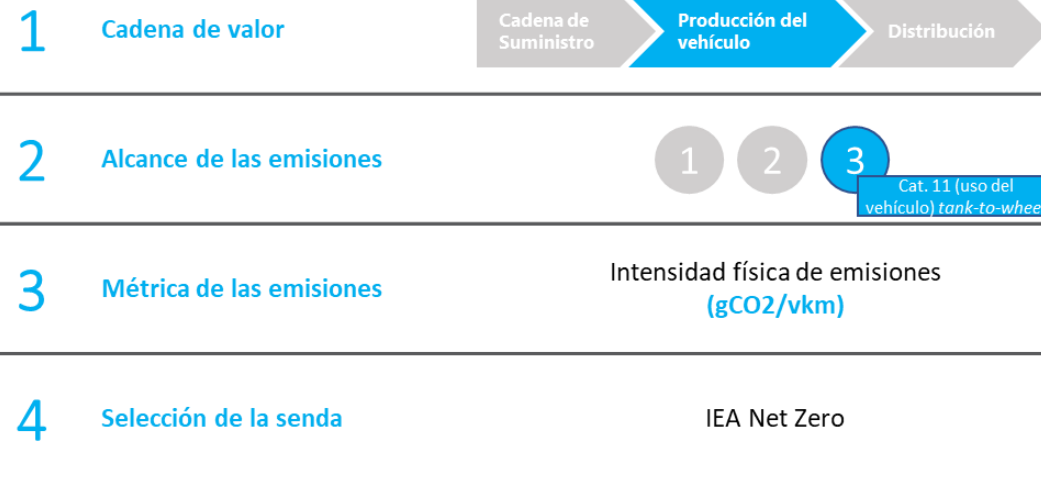 1
Cadena de valor
Cadena de
Suministro
Producción del
vehículo
Distribución
2
Alcance de las emisiones
1
2
3
Cat. 11 (uso del
vehículo) tank-to-whee
3
Métrica de las emisiones
Intensidad física de emisiones
(gCO2/vkm)
4
Selección de la senda
IEA Net Zero